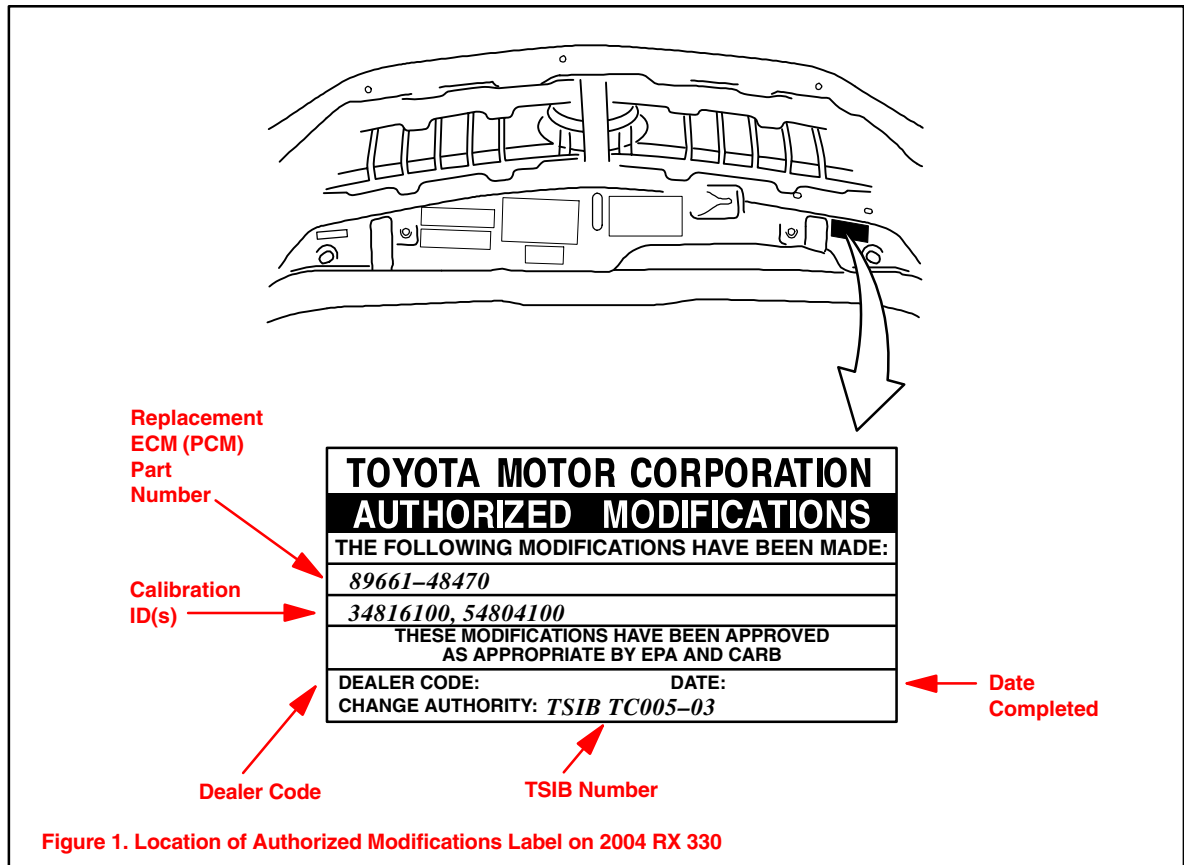 Replacement
ECM (PCM)
Part
Number
TOYOTA MOTOR CORPORATION
AUTHORIZED MODIFICATIONS
THE FOLLOWING MODIFICATIONS HAVE BEEN MADE:
89661–48470
Calibration
ID(s)
34816100, 54804100
THESE MODIFICATIONS HAVE BEEN APPROVED
AS APPROPRIATE BY EPA AND CARB
DEALER CODE: DATE:
CHANGE AUTHORITY: TSIB TC005–03
Date
Completed
Dealer Code
TSIB Number
Figure 1. Location of Authorized Modifications Label on 2004 RX 330